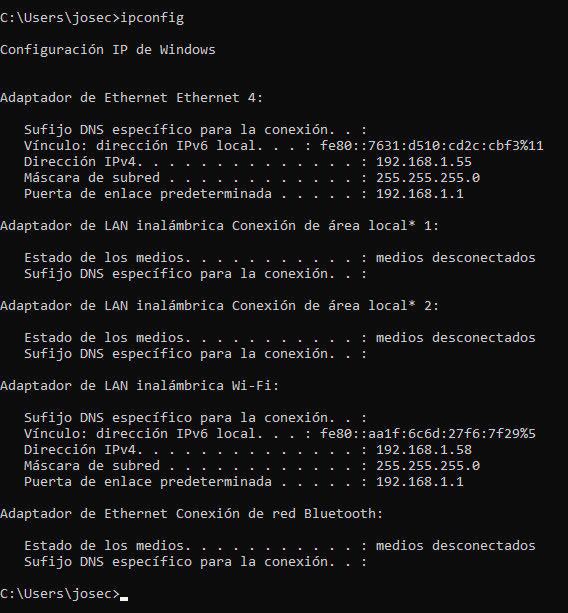 C:\Users\josec>ipconfig
Configuración IP de Windows
Adaptador de Ethernet Ethernet 4:
   Sufijo DNS específico para la conexión. . :
   Vínculo: dirección IPv6 local. . . : fe80::7631:d510:cd2c:cbf3%11
   Dirección IPv4. . . . . . . . . . . . . . : 192.168.1.55
   Máscara de subred . . . . . . . . . . . . : 255.255.255.0
   Puerta de enlace predeterminada . . . . . : 192.168.1.1
Adaptador de LAN inalámbrica Conexión de área local* 1:
   Estado de los medios. . . . . . . . . . . : medios desconectados
   Sufijo DNS específico para la conexión. . :
Adaptador de LAN inalámbrica Conexión de área local* 2:
   Estado de los medios. . . . . . . . . . . : medios desconectados
   Sufijo DNS específico para la conexión. . :
Adaptador de LAN inalámbrica Wi-Fi:
   Sufijo DNS específico para la conexión. . :
   Vínculo: dirección IPv6 local. . . : fe80::aa1f:6c6d:27f6:7f29%5
   Dirección IPv4. . . . . . . . . . . . . . : 192.168.1.58
   Máscara de subred . . . . . . . . . . . . : 255.255.255.0
   Puerta de enlace predeterminada . . . . . : 192.168.1.1
Adaptador de Ethernet Conexión de red Bluetooth:
   Estado de los medios. . . . . . . . . . . : medios desconectados
   Sufijo DNS específico para la conexión. . :
C:\Users\josec>